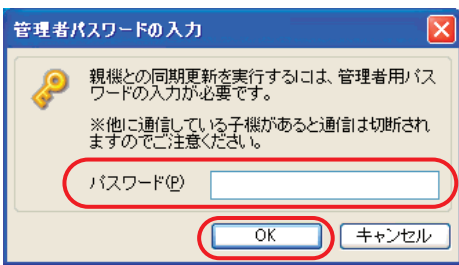 管理者パスワードの入力
親機との同期更新を実行するには、管理者用パス
ワードの入力が必要です。
※他に通信している子機があると通信は切断され
ますのでご注意ください。
パスワード(P)
OK
キャンセル